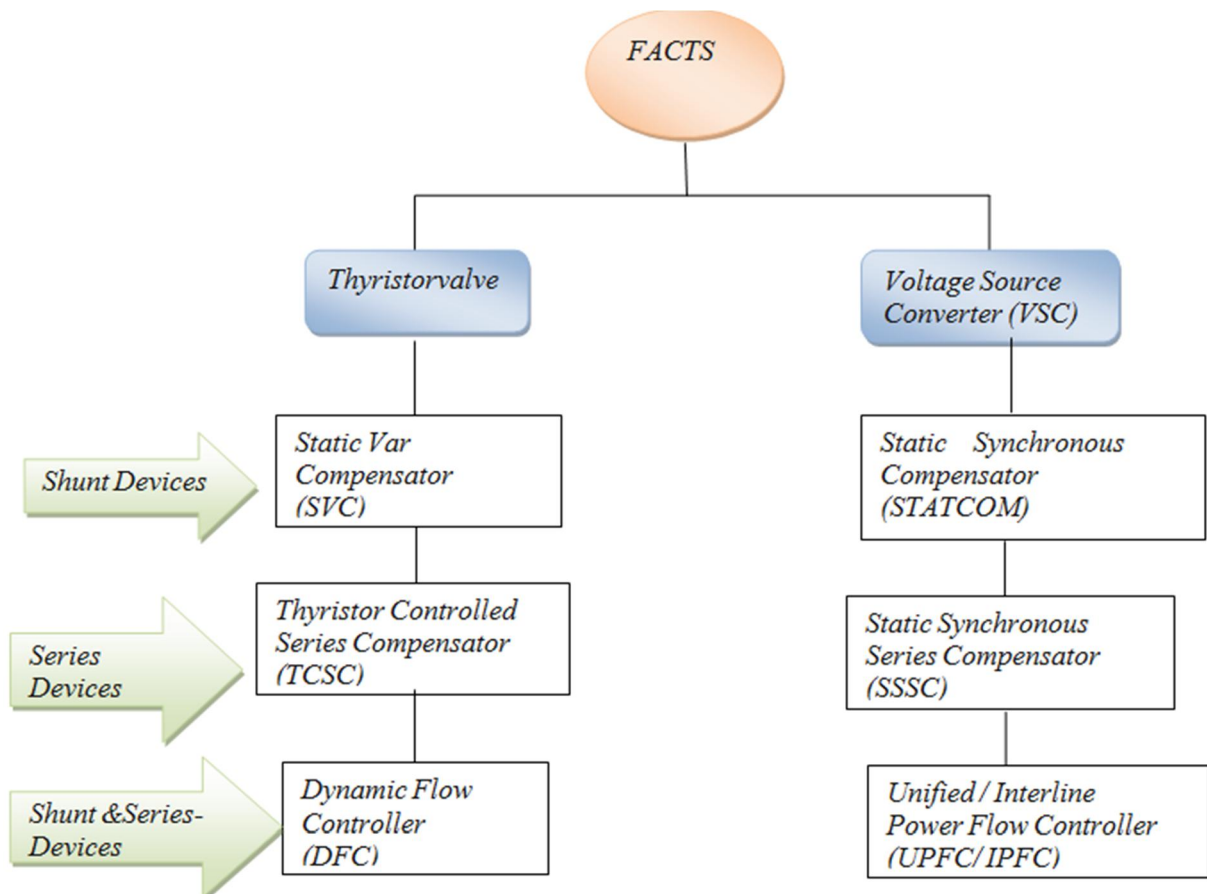 FACTS
Thyristorvalve
Voltage Source
Converter (VSC)
Shunt Devices
Static Var
Compensator
(SVC)
Static Synchronous
Compensator
(STATCOM)
Series
Devices
Thyristor Controlled
Series Compensator
(TCSC)
Static Synchronous
Series Compensator
(SSSC)
Shunt &Series-
Devices
Dynamic Flow
Controller
(DFC)
Unified / Interline
Power Flow Controller
(UPFC/ IPFC)